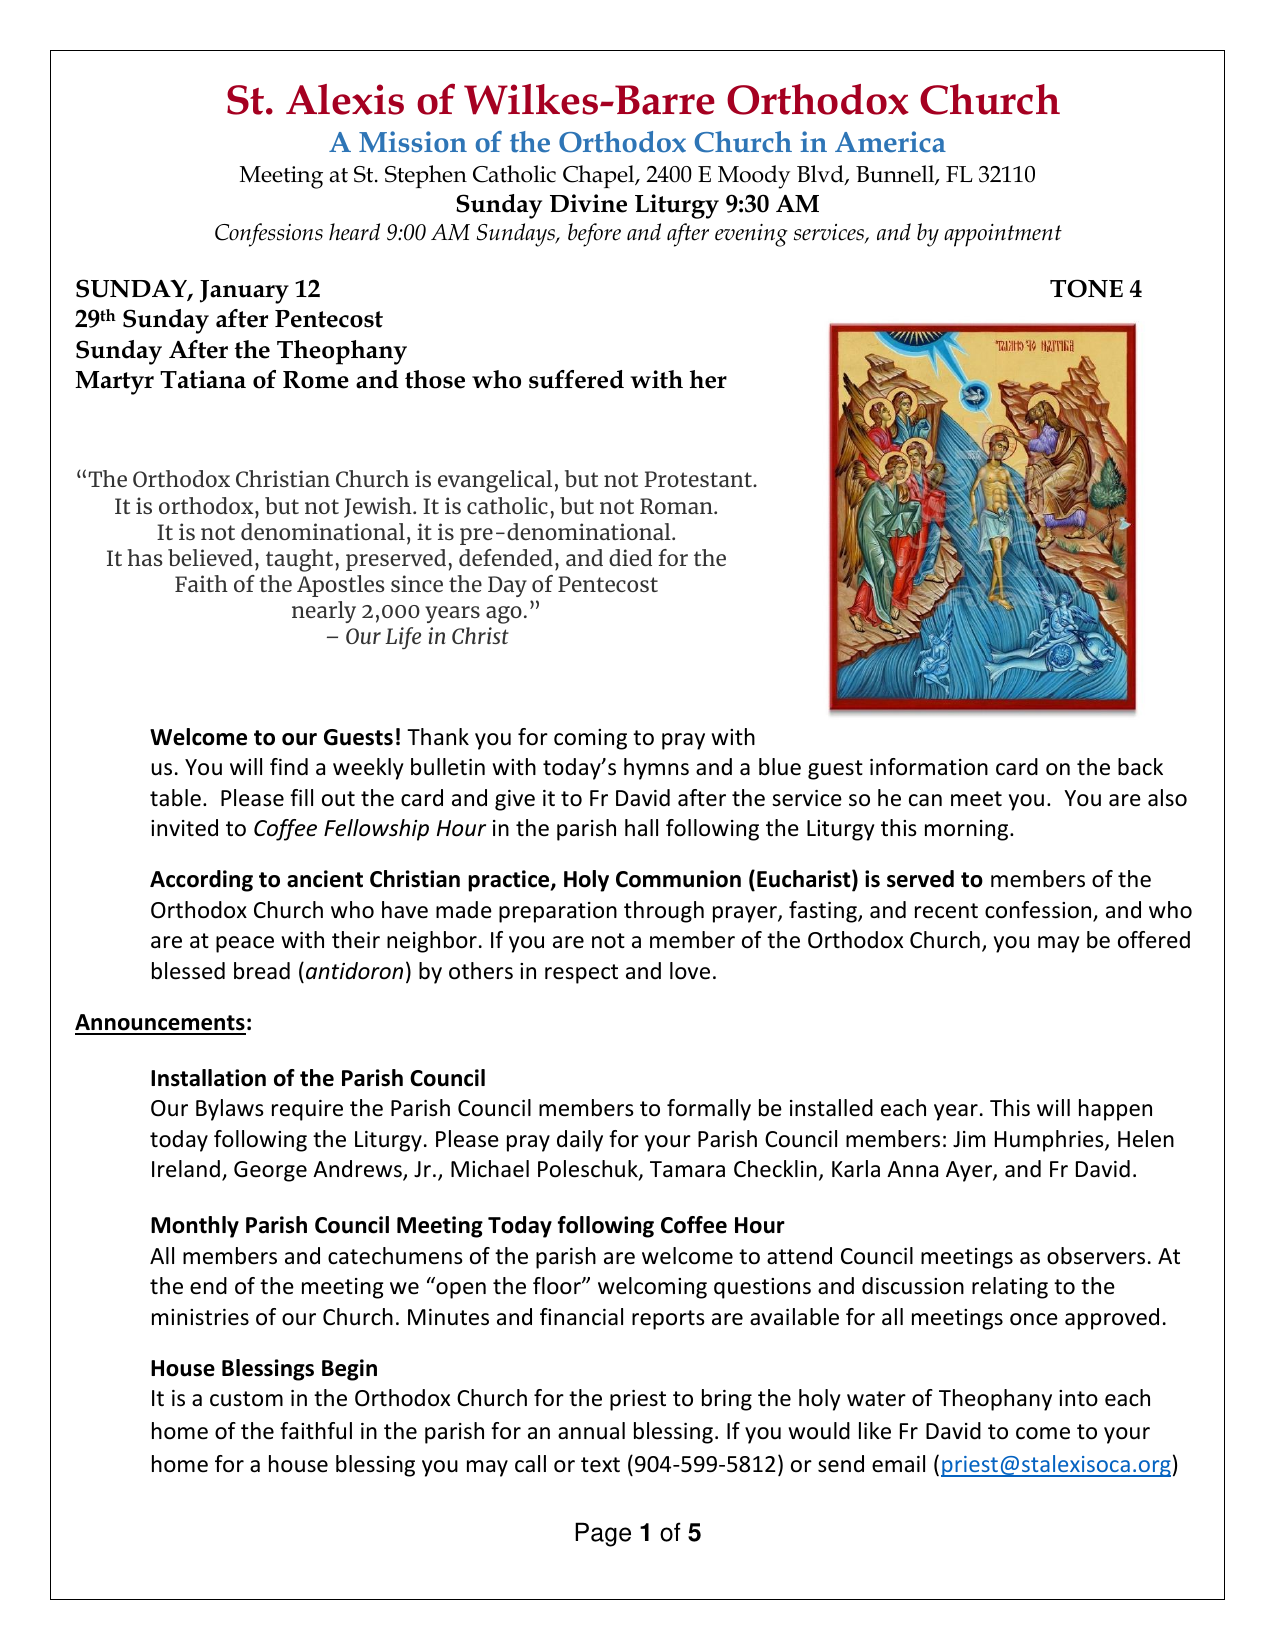 St. Alexis of Wilkes-Barre Orthodox Church
A Mission of the Orthodox Church in America
Meeting at St. Stephen Catholic Chapel, 2400 E Moody Blvd, Bunnell, FL 32110
Sunday Divine Liturgy 9:30 AM
Confessions heard 9:00 AM Sundays, before and after evening services, and by appointment
SUNDAY, January 12 TONE 4
29th Sunday after Pentecost
Sunday After the Theophany
Martyr Tatiana of Rome and those who suffered with her
“The Orthodox Christian Church is evangelical, but not Protestant.
It is orthodox, but not Jewish. It is catholic, but not Roman.
It is not denominational, it is pre-denominational.
It has believed, taught, preserved, defended, and died for the
Faith of the Apostles since the Day of Pentecost
nearly 2,000 years ago.”
– Our Life in Christ
Welcome to our Guests! Thank you for coming to pray with
us. You will find a weekly bulletin with today’s hymns and a blue guest information card on the back
table.  Please fill out the card and give it to Fr David after the service so he can meet you.  You are also
invited to Coffee Fellowship Hour in the parish hall following the Liturgy this morning.
According to ancient Christian practice, Holy Communion (Eucharist) is served to members of the
Orthodox Church who have made preparation through prayer, fasting, and recent confession, and who
are at peace with their neighbor. If you are not a member of the Orthodox Church, you may be offered
blessed bread (antidoron) by others in respect and love.
Announcements:
Installation of the Parish Council
Our Bylaws require the Parish Council members to formally be installed each year. This will happen
today following the Liturgy. Please pray daily for your Parish Council members: Jim Humphries, Helen
Ireland, George Andrews, Jr., Michael Poleschuk, Tamara Checklin, Karla Anna Ayer, and Fr David.
Monthly Parish Council Meeting Today following Coffee Hour
All members and catechumens of the parish are welcome to attend Council meetings as observers. At
the end of the meeting we “open the floor” welcoming questions and discussion relating to the
ministries of our Church. Minutes and financial reports are available for all meetings once approved.
House Blessings Begin
It is a custom in the Orthodox Church for the priest to bring the holy water of Theophany into each
home of the faithful in the parish for an annual blessing. If you would like Fr David to come to your
home for a house blessing you may call or text (904-599-5812) or send email (priest@stalexisoca.org)
Page 1 of 5